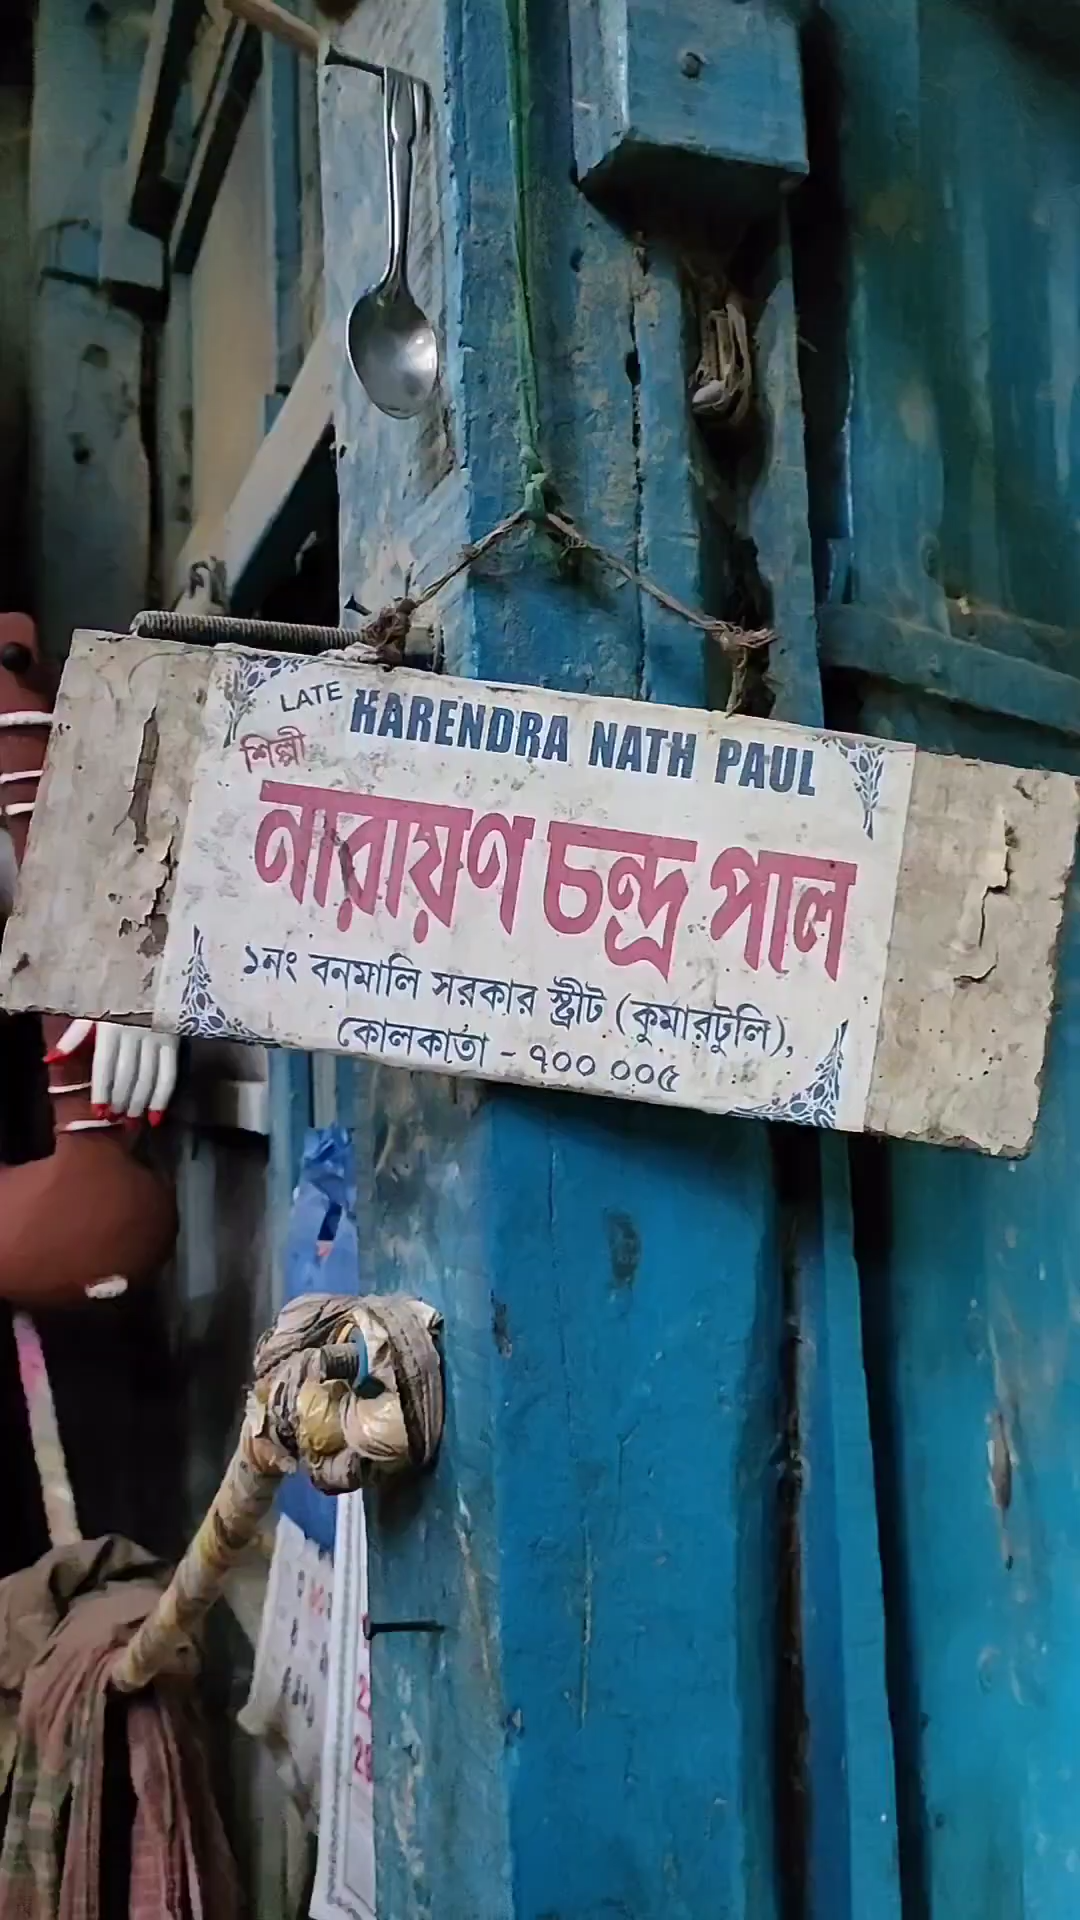 LATE HARENDRA NATH PAUL
শিল্পী
নারায়ণ চন্দ্র পাল
১নং বনমালি সরকার স্ট্রীট (কুমারটুলি),
কোলকাতা - ৭০০ ০০৫